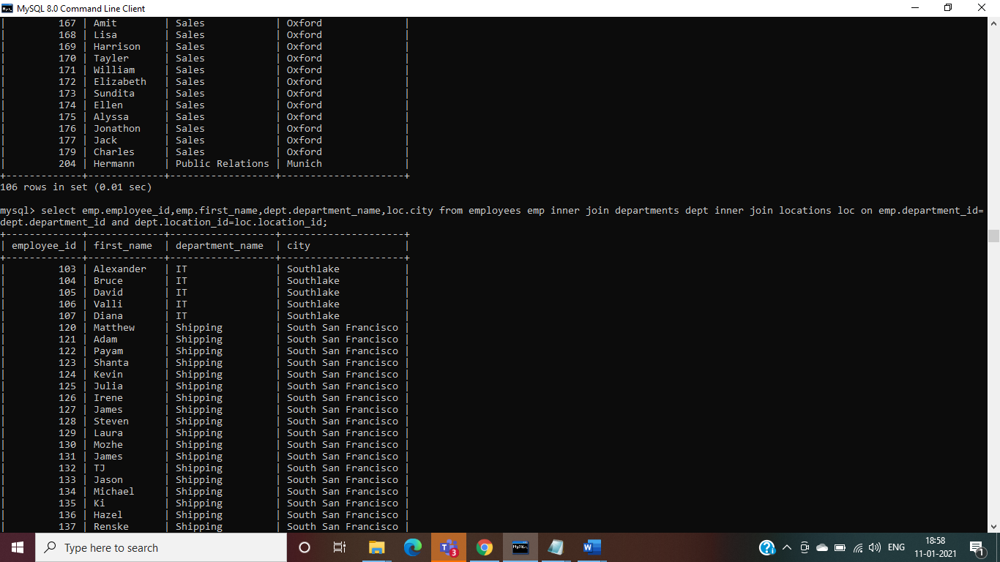 MySQL 8.0 Command Line Client
| 167 | Amit | Sales | Oxford |
| 168 | Lisa | Sales | Oxford |
| 169 | Harrison | Sales | Oxford |
| 170 | Tayler | Sales | Oxford |
| 171 | William | Sales | Oxford |
| 172 | Elizabeth | Sales | Oxford |
| 173 | Sundita | Sales | Oxford |
| 174 | Ellen | Sales | Oxford |
| 175 | Alyssa | Sales | Oxford |
| 176 | Jonathon | Sales | Oxford |
| 177 | Jack | Sales | Oxford |
| 179 | Charles | Sales | Oxford |
| 204 | Hermann | Public Relations | Munich |
+-------------+-------------+------------------+---------------------+
106 rows in set (0.01 sec)
mysql> select emp.employee_id,emp.first_name,dept.department_name,loc.city from employees emp inner join departments dept inner join locations loc on emp.department_id=
dept.department_id and dept.location_id=loc.location_id;
+-------------+-------------+------------------+---------------------+
| employee_id | first_name | department_name | city |
+-------------+-------------+------------------+---------------------+
| 103 | Alexander | IT | Southlake |
| 104 | Bruce | IT | Southlake |
| 105 | David | IT | Southlake |
| 106 | Valli | IT | Southlake |
| 107 | Diana | IT | Southlake |
| 120 | Matthew | Shipping | South San Francisco |
| 121 | Adam | Shipping | South San Francisco |
| 122 | Payam | Shipping | South San Francisco |
| 123 | Shanta | Shipping | South San Francisco |
| 124 | Kevin | Shipping | South San Francisco |
| 125 | Julia | Shipping | South San Francisco |
| 126 | Irene | Shipping | South San Francisco |
| 127 | James | Shipping | South San Francisco |
| 128 | Steven | Shipping | South San Francisco |
| 129 | Laura | Shipping | South San Francisco |
| 130 | Mozhe | Shipping | South San Francisco |
| 131 | James | Shipping | South San Francisco |
| 132 | TJ | Shipping | South San Francisco |
| 133 | Jason | Shipping | South San Francisco |
| 134 | Michael | Shipping | South San Francisco |
| 135 | Ki | Shipping | South San Francisco |
| 136 | Hazel | Shipping | South San Francisco |
| 137 | Renske | Shipping | South San Francisco |
Type here to search
3
MySQL
ENG
18:58
11-01-2021
1